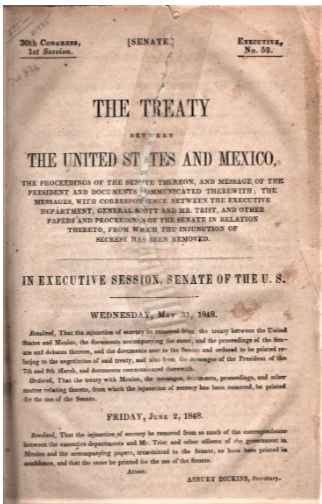 30th Congress, [SENATE.] Executive,
1st Session. No. 52.
THE TREATY
BETWEEN
THE UNITED STATES AND MEXICO,
THE PROCEEDINGS OF THE SENATE THEREON, AND MESSAGE OF THE
PRESIDENT AND DOCUMENTS COMMUNICATED THEREWITH; THE
MESSAGES, WITH CORRESPONDENCE BETWEEN THE EXECUTIVE
DEPARTMENT, GENERAL SCOTT AND MR. TRIST, AND OTHER
PAPERS AND PROCEEDINGS OF THE SENATE IN RELATION
THERETO, FROM WHICH THE INJUNCTION OF
SECRESY HAS BEEN REMOVED.
IN EXECUTIVE SESSION, SENATE OF THE U. S.
WEDNESDAY, May 31, 1848.
Resolved, That the injunction of secrecy be removed from the treaty between the United
States and Mexico, the documents accompanying the same, and the proceedings of the Sen-
ate and debates thereon, and the documents sent to the Senate and ordered to be printed re-
lating to the negotiation of said treaty, and also from the messages of the President of the
7th and 9th March, and documents communicated therewith.
Ordered, That the treaty with Mexico, the messages, documents, proceedings, and other
matter relating thereto, from which the injunction of secrecy has been removed, be printed
for the use of the Senate.
FRIDAY, June 2, 1848.
Resolved, That the injunction of secrecy be removed from so much of the correspondence
between the executive departments and Mr. Trist and other officers of the government in
Mexico and the accompanying papers, transmitted to the Senate, as have been printed in
confidence, and that the same be printed for the use of the Senate.
Attest:
ASBURY DICKINS, Secretary.